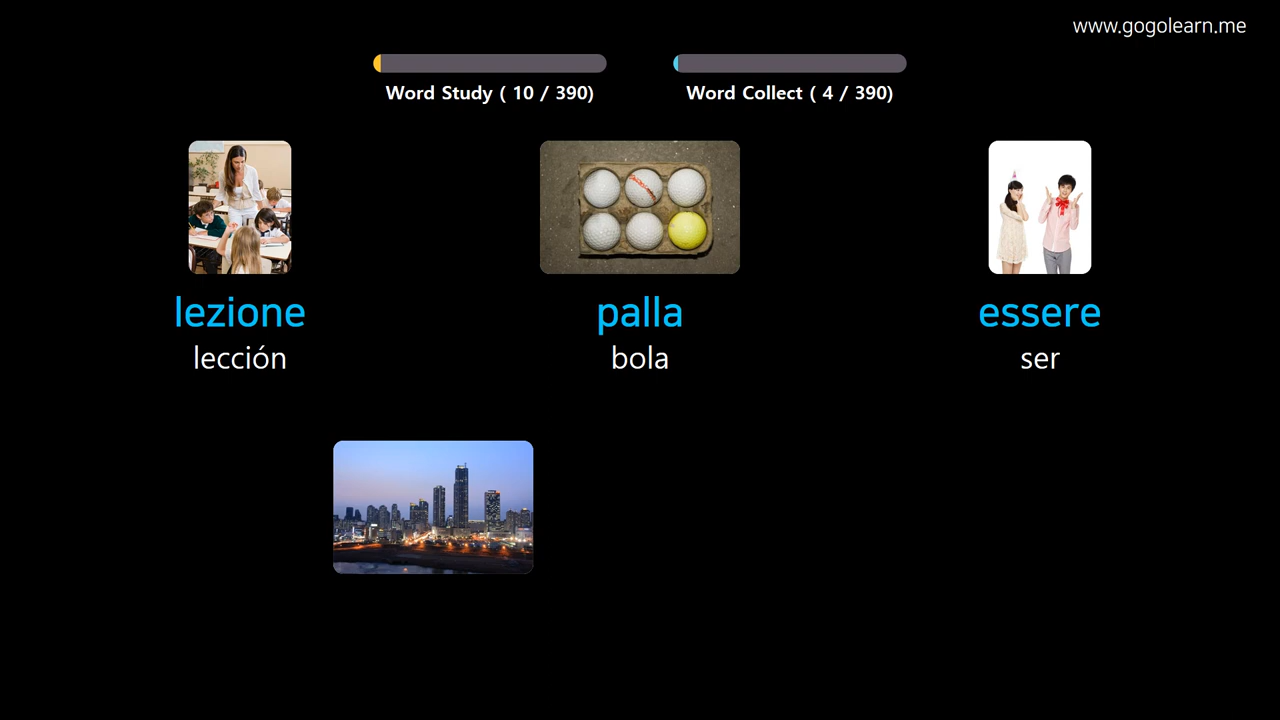 www.gogolearn.me
Word Study ( 10 / 390)
Word Collect ( 4 / 390)
lezione
lección
palla
bola
essere
ser